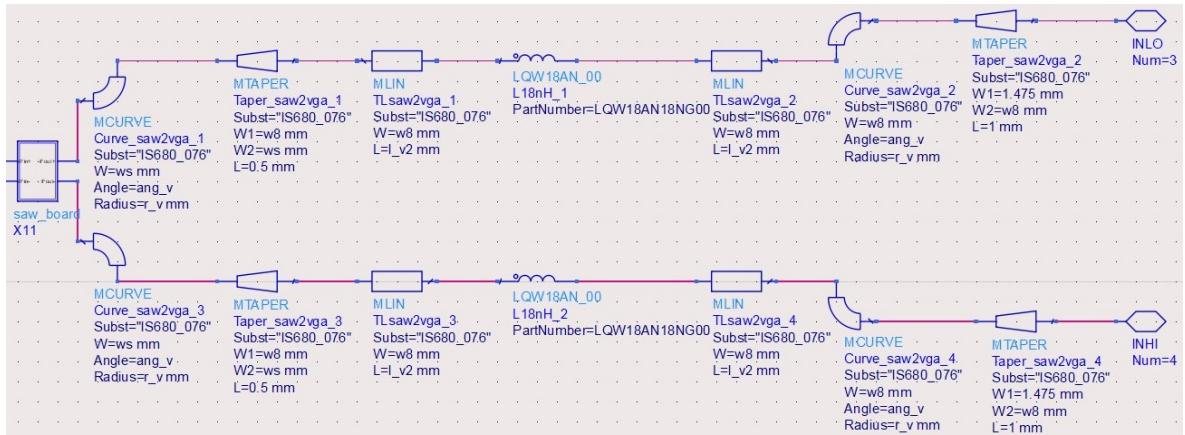 MTAPER
Taper_saw2vga_1
Subst="IS680_076"
W1=w8 mm
W2=ws mm
L=0.5 mm
MLIN
TLsaw2vga_1
Subst="IS680_076"
W=w8 mm
L=l_v2 mm
LQW18AN_00
L18nH_1
PartNumber=LQW18AN18NG00
MLIN
TLsaw2vga_2
Subst="IS680_076"
W=w8 mm
L=l_v2 mm
MCURVE
Curve_saw2vga_2
Subst="IS680_076"
W=w8 mm
Angle=ang_v
Radius=r_v mm
MTAPER
Taper_saw2vga_2
Subst="IS680_076"
W1=1.475 mm
W2=w8 mm
L=1 mm
INLO
Num=3
MCURVE
Curve_saw2vga_1
Subst="IS680_076"
W=ws mm
Angle=ang_v
Radius=r_v mm
saw_board
X11
MCURVE
Curve_saw2vga_3
Subst="IS680_076"
W=ws mm
Angle=ang_v
Radius=r_v mm
MTAPER
Taper_saw2vga_3
Subst="IS680_076"
W1=w8 mm
W2=ws mm
L=0.5 mm
MLIN
TLsaw2vga_3
Subst="IS680_076"
W=w8 mm
L=l_v2 mm
LQW18AN_00
L18nH_2
PartNumber=LQW18AN18NG00
MLIN
TLsaw2vga_4
Subst="IS680_076"
W=w8 mm
L=l_v2 mm
MCURVE
Curve_saw2vga_4
Subst="IS680_076"
W=w8 mm
Angle=ang_v
Radius=r_v mm
MTAPER
Taper_saw2vga_4
Subst="IS680_076"
W1=1.475 mm
W2=w8 mm
L=1 mm
INHI
Num=4